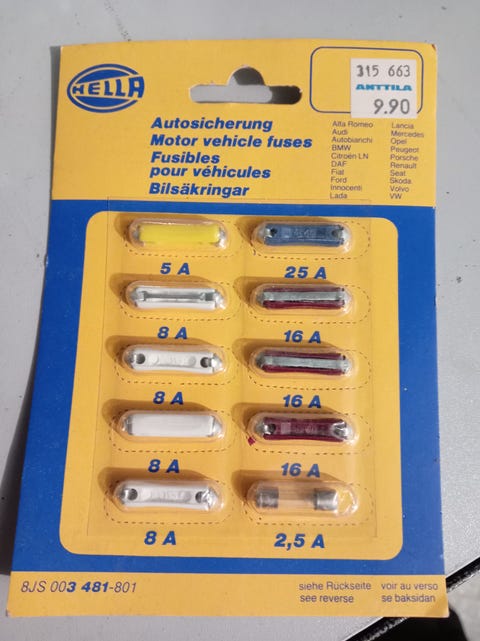 HELLA
315 663
ANTTILA
9.90
Autosicherung
Motor vehicle fuses
Fusibles
pour véhicules
Bilsäkringar
Alfa Romeo
Audi
Autobianchi
BMW
Citroën LN
DAF
Fiat
Ford
Innocenti
Lada
Lancia
Mercedes
Opel
Peugeot
Porsche
Renault
Seat
Skoda
Volvo
VW
5 A
25 A
8 A
16 A
8 A
16 A
8 A
16 A
8 A
2,5 A
8JS 003 481-801
siehe Rückseite
see reverse
voir au verso
se baksidan